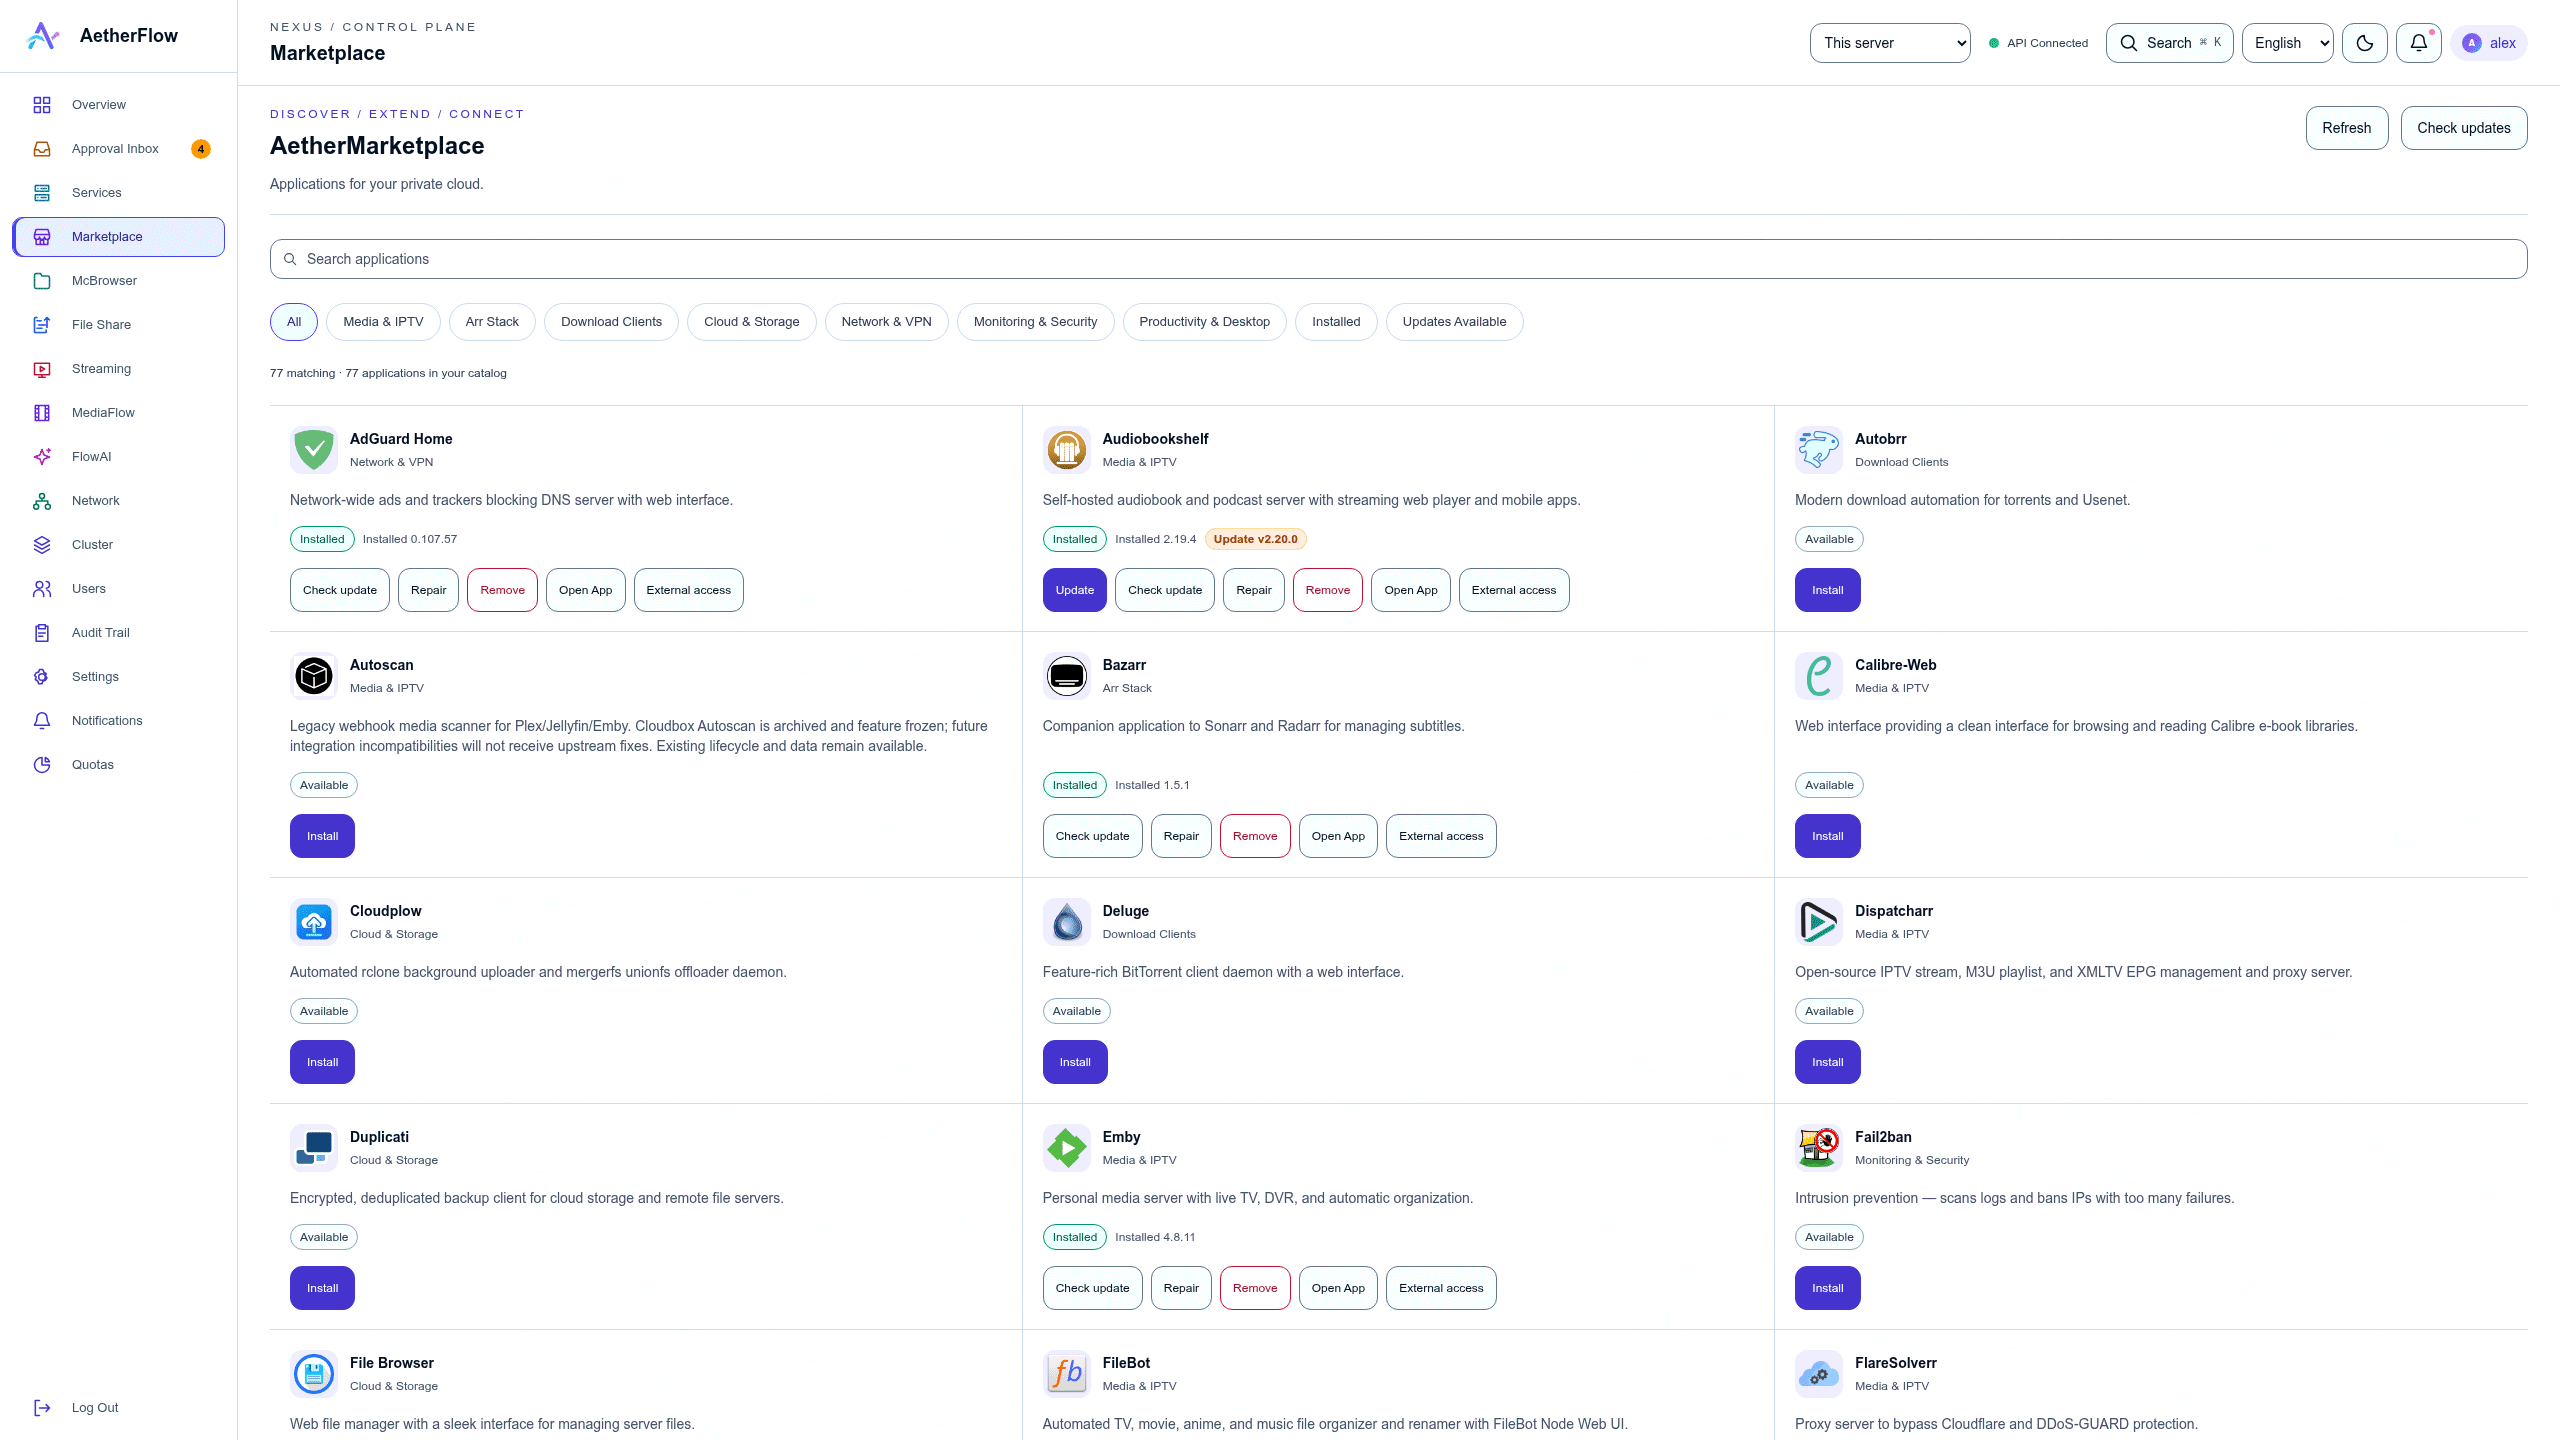 AetherFlow
Overview
Approval Inbox 4
Services
Marketplace
McBrowser
File Share
Streaming
MediaFlow
FlowAI
Network
Cluster
Users
Audit Trail
Settings
Notifications
Quotas
Log Out
NEXUS / CONTROL PLANE
Marketplace
This server
API Connected
Search ⌘ K
English
A alex
DISCOVER / EXTEND / CONNECT
AetherMarketplace
Applications for your private cloud.
Refresh Check updates
Search applications
All Media & IPTV Arr Stack Download Clients Cloud & Storage Network & VPN Monitoring & Security Productivity & Desktop Installed Updates Available
77 matching · 77 applications in your catalog
AdGuard Home
Network & VPN
Network-wide ads and trackers blocking DNS server with web interface.
Installed Installed 0.107.57
Check update Repair Remove Open App External access
Audiobookshelf
Media & IPTV
Self-hosted audiobook and podcast server with streaming web player and mobile apps.
Installed Installed 2.19.4 Update v2.20.0
Update Check update Repair Remove Open App External access
Autobrr
Download Clients
Modern download automation for torrents and Usenet.
Available
Install
Autoscan
Media & IPTV
Legacy webhook media scanner for Plex/Jellyfin/Emby. Cloudbox Autoscan is archived and feature frozen; future
integration incompatibilities will not receive upstream fixes. Existing lifecycle and data remain available.
Available
Install
Bazarr
Arr Stack
Companion application to Sonarr and Radarr for managing subtitles.
Installed Installed 1.5.1
Check update Repair Remove Open App External access
Calibre-Web
Media & IPTV
Web interface providing a clean interface for browsing and reading Calibre e-book libraries.
Available
Install
Cloudplow
Cloud & Storage
Automated rclone background uploader and mergerfs unionfs offloader daemon.
Available
Install
Deluge
Download Clients
Feature-rich BitTorrent client daemon with a web interface.
Available
Install
Dispatcharr
Media & IPTV
Open-source IPTV stream, M3U playlist, and XMLTV EPG management and proxy server.
Available
Install
Duplicati
Cloud & Storage
Encrypted, deduplicated backup client for cloud storage and remote file servers.
Available
Install
Emby
Media & IPTV
Personal media server with live TV, DVR, and automatic organization.
Installed Installed 4.8.11
Check update Repair Remove Open App External access
Fail2ban
Monitoring & Security
Intrusion prevention — scans logs and bans IPs with too many failures.
Available
Install
File Browser
Cloud & Storage
Web file manager with a sleek interface for managing server files.
fb
FileBot
Media & IPTV
Automated TV, movie, anime, and music file organizer and renamer with FileBot Node Web UI.
FlareSolverr
Media & IPTV
Proxy server to bypass Cloudflare and DDoS-GUARD protection.